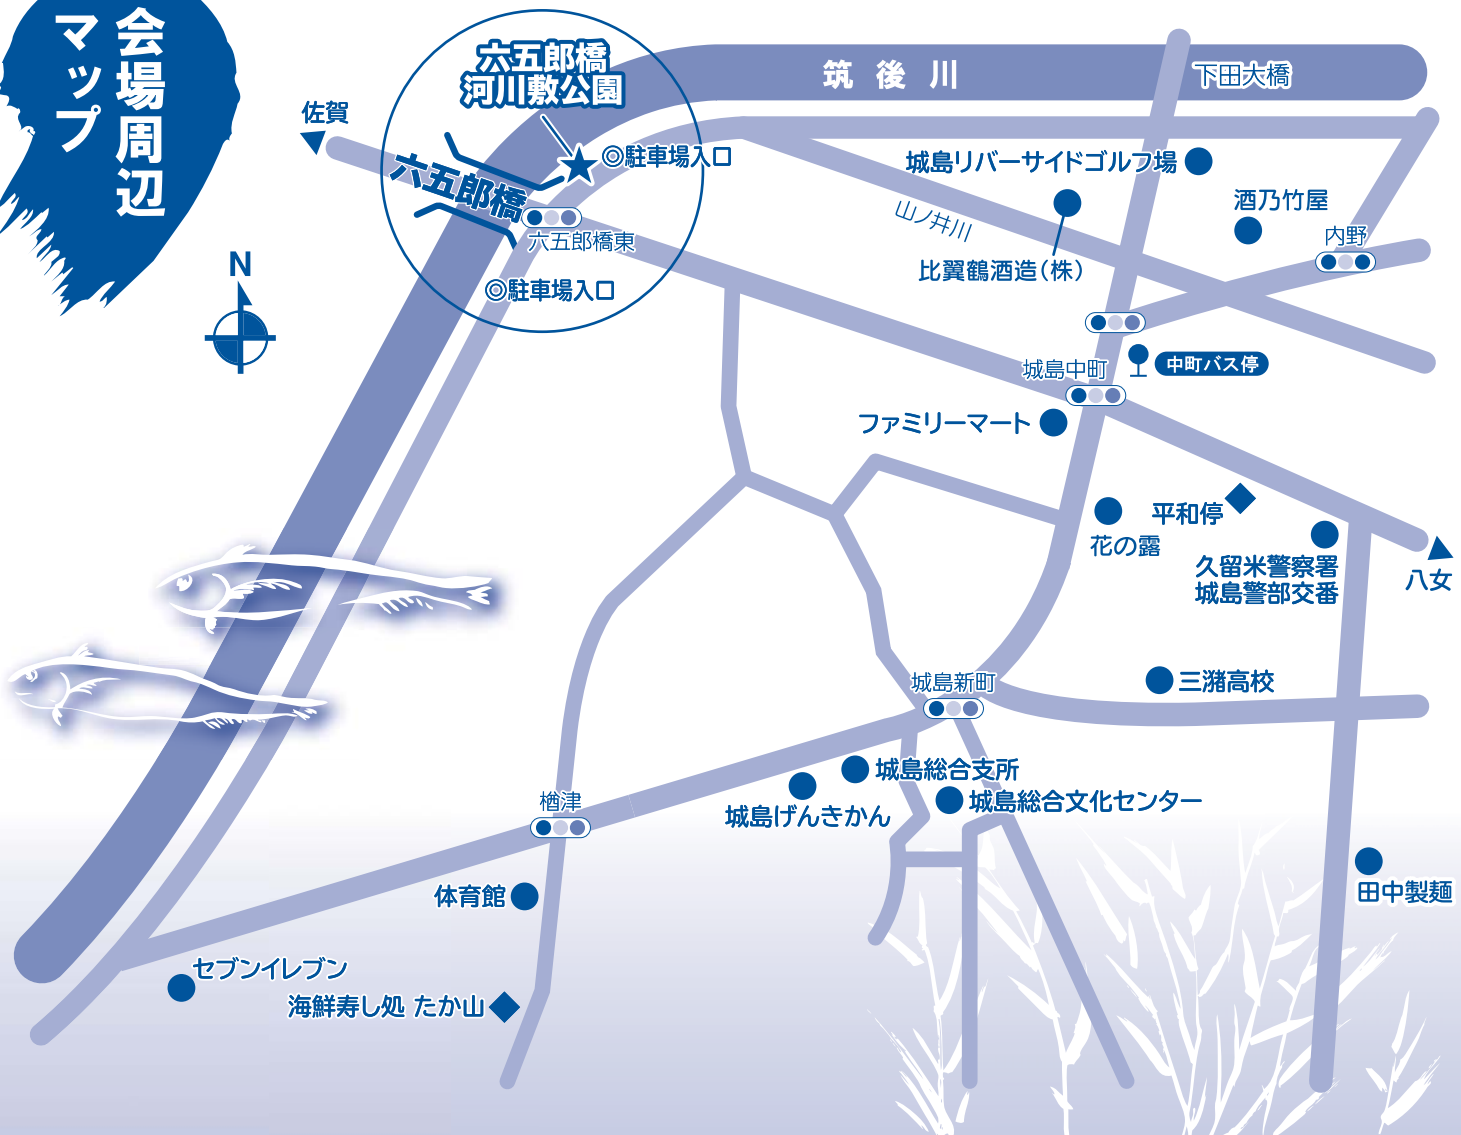 会場周辺
マップ
佐賀
六五郎橋
河川敷公園
筑後川
下田大橋
◎駐車場入口
六五郎橋
六五郎橋東
◎駐車場入口
N
城島リバーサイドゴルフ場
酒乃竹屋
山ノ井川
内野
比翼鶴酒造（株）
城島中町
中町バス停
ファミリーマート
平和停
花の露
久留米警察署
城島警部交番
八女
城島新町
三潴高校
城島総合支所
城島げんきかん
城島総合文化センター
楢津
体育館
田中製麺
セブンイレブン
海鮮寿し処 たか山